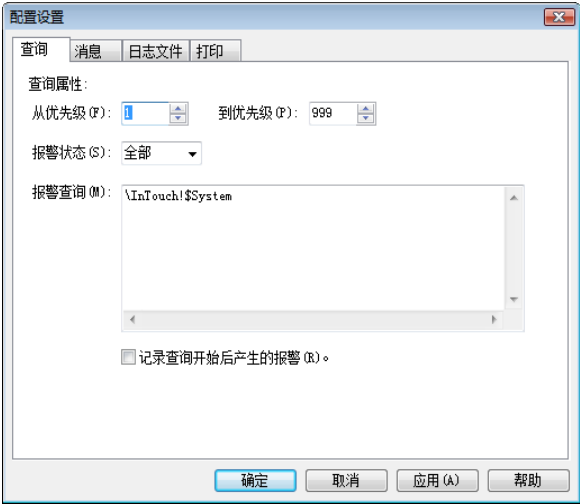 配置设置
查询 消息 日志文件 打印
查询属性:
从优先级(F): 1 到优先级(P): 999
报警状态(S): 全部
报警查询(M): \InTouch!$System
记录查询开始后产生的报警(R)。
确定 取消 应用(A) 帮助